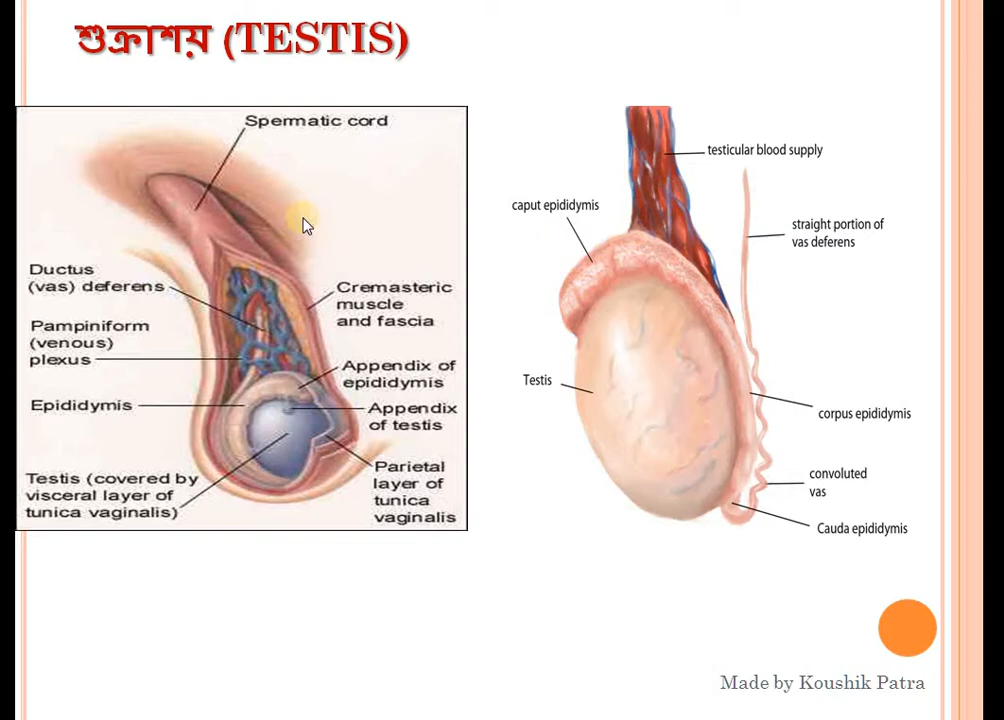 শুক্রাশয় (TESTIS)
Spermatic cord
Ductus
(vas) deferens
Pampiniform
(venous)
plexus
Epididymis
Testis (covered by
visceral layer of
tunica vaginalis)
Cremasteric
muscle
and fascia
Appendix of
epididymis
Appendix
of testis
Parietal
layer of
tunica
vaginalis
testicular blood supply
caput epididymis
straight portion of
vas deferens
Testis
corpus epididymis
convoluted
vas
Cauda epididymis
Made by Koushik Patra